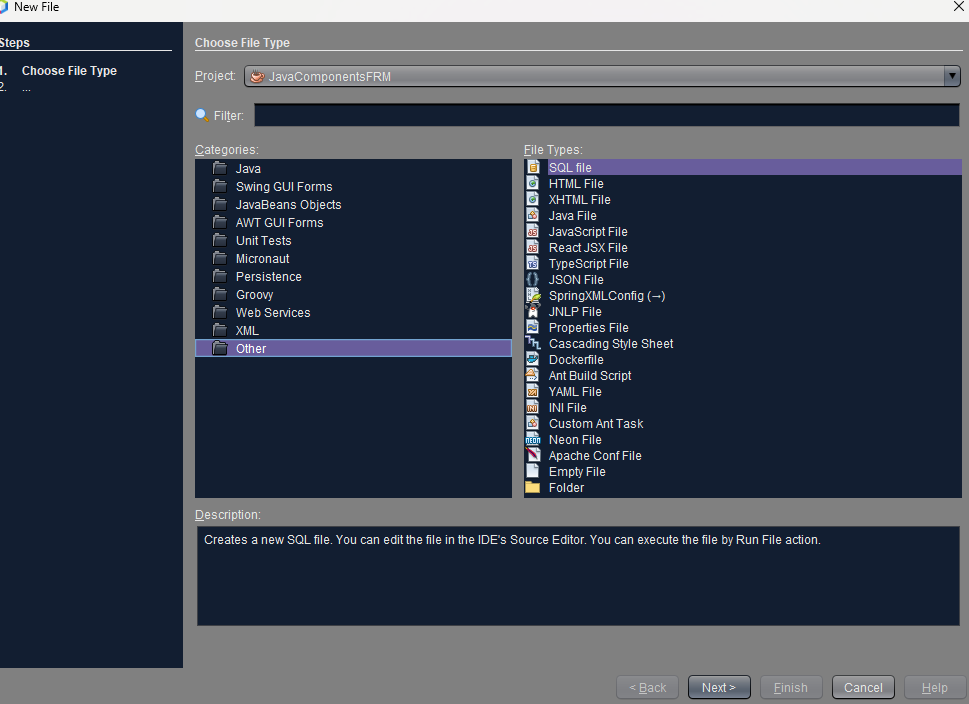 New File
Steps
1. Choose File Type
2. ...
Choose File Type
Project: JavaComponentsFRM
Filter:
Categories:
Java
Swing GUI Forms
JavaBeans Objects
AWT GUI Forms
Unit Tests
Micronaut
Persistence
Groovy
Web Services
XML
Other
File Types:
SQL file
HTML File
XHTML File
Java File
JavaScript File
React JSX File
TypeScript File
JSON File
SpringXMLConfig (→)
JNLP File
Properties File
Cascading Style Sheet
Dockerfile
Ant Build Script
YAML File
INI File
Custom Ant Task
Neon File
Apache Conf File
Empty File
Folder
Description:
Creates a new SQL file. You can edit the file in the IDE's Source Editor. You can execute the file by Run File action.
< Back
Next >
Finish
Cancel
Help